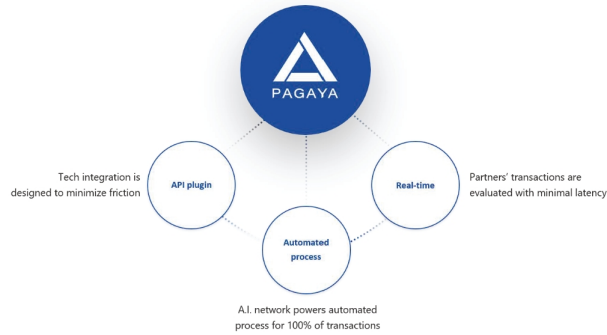 PAGAYA
Tech integration is
designed to minimize friction
API plugin
Real-time
Partners' transactions are
evaluated with minimal latency
Automated
process
A.I. network powers automated
process for 100% of transactions